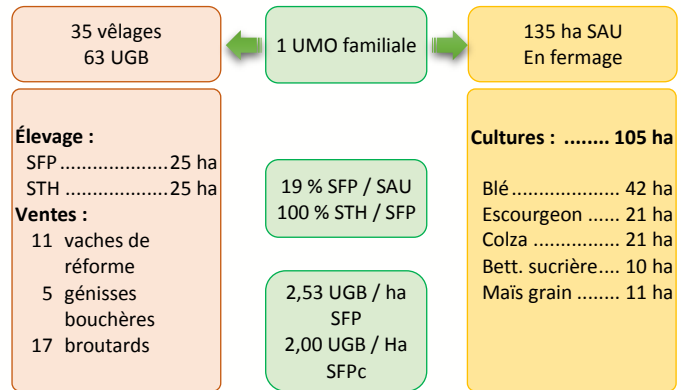 35 vêlages
63 UGB
1 UMO familiale
135 ha SAU
En fermage
Élevage :
SFP ....................25 ha
STH ...................25 ha
Ventes :
11 vaches de
réforme
5 génisses
bouchères
17 broutards
19 % SFP / SAU
100 % STH / SFP
2,53 UGB / ha
SFP
2,00 UGB / Ha
SFPc
Cultures : ........ 105 ha
Blé.................... 42 ha
Escourgeon ...... 21 ha
Colza ................ 21 ha
Bett. sucrière.... 10 ha
Maïs grain ........ 11 ha